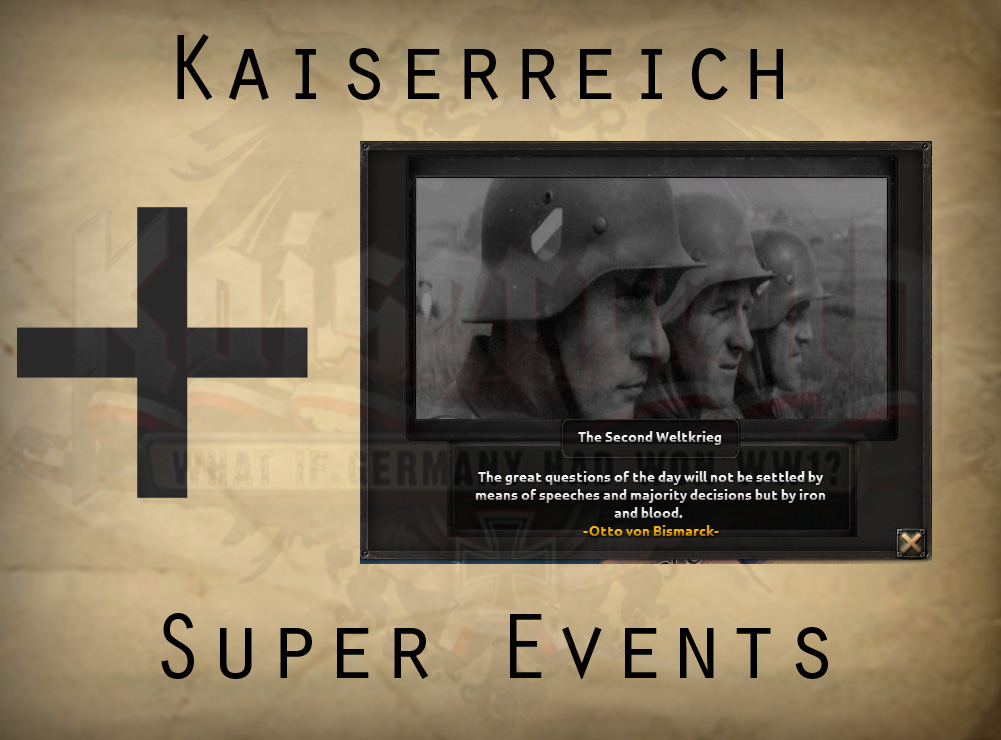 Kaiserreich
The Second Weltkrieg
WHAT IF GERMANY HAD WON WW1?
The great questions of the day will not be settled by
means of speeches and majority decisions but by iron
and blood.
-Otto von Bismarck-
Kaiserreich
Super Events